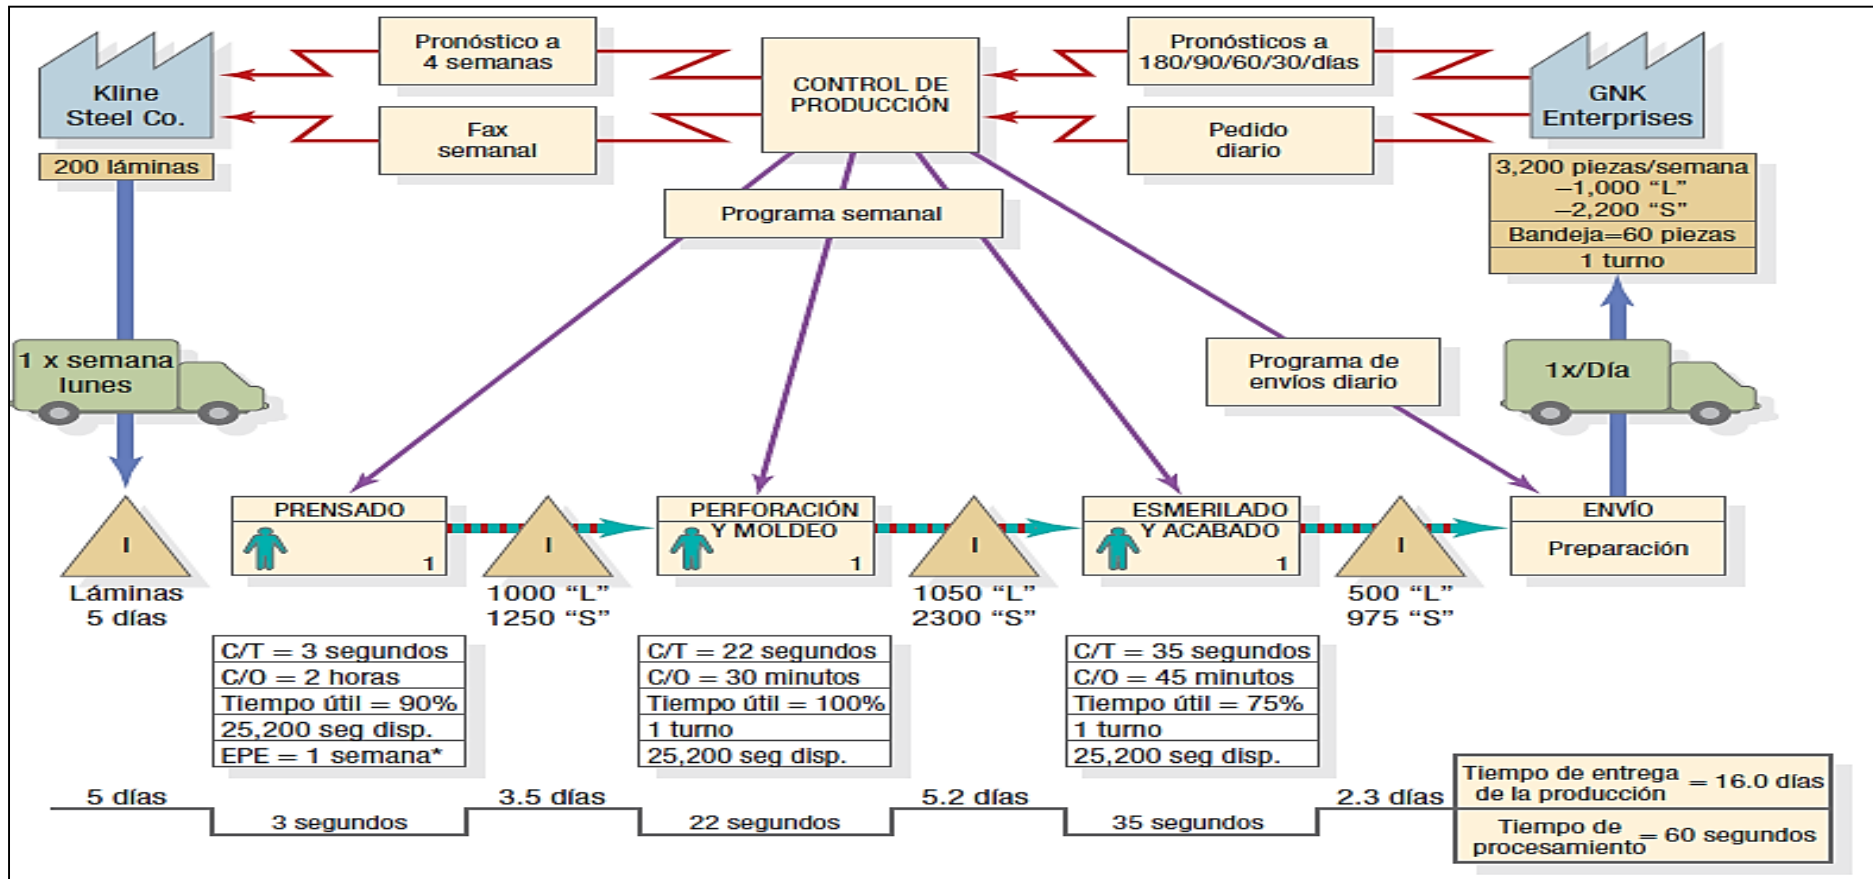 Kline
Steel Co.
200 láminas
Pronóstico a
4 semanas
Fax
semanal
CONTROL DE
PRODUCCIÓN
Pronósticos a
180/90/60/30/días
Pedido
diario
GNK
Enterprises
3,200 piezas/semana
–1,000 “L”
–2,200 “S”
Bandeja=60 piezas
1 turno
Programa semanal
1 x semana
lunes
Programa de
envíos diario
1x/Día
I
Láminas
5 días
PRENSADO
1
I
1000 “L”
1250 “S”
PERFORACIÓN
Y MOLDEO
1
I
1050 “L”
2300 “S”
ESMERILADO
Y ACABADO
1
I
500 “L”
975 “S”
ENVÍO
Preparación
C/T = 3 segundos
C/0 = 2 horas
Tiempo útil = 90%
25,200 seg disp.
EPE = 1 semana*
C/T = 22 segundos
C/0 = 30 minutos
Tiempo útil = 100%
1 turno
25,200 seg disp.
C/T = 35 segundos
C/0 = 45 minutos
Tiempo útil = 75%
1 turno
25,200 seg disp.
5 días
3 segundos
3.5 días
22 segundos
5.2 días
35 segundos
2.3 días
Tiempo de entrega
de la producción = 16.0 días
Tiempo de
procesamiento = 60 segundos